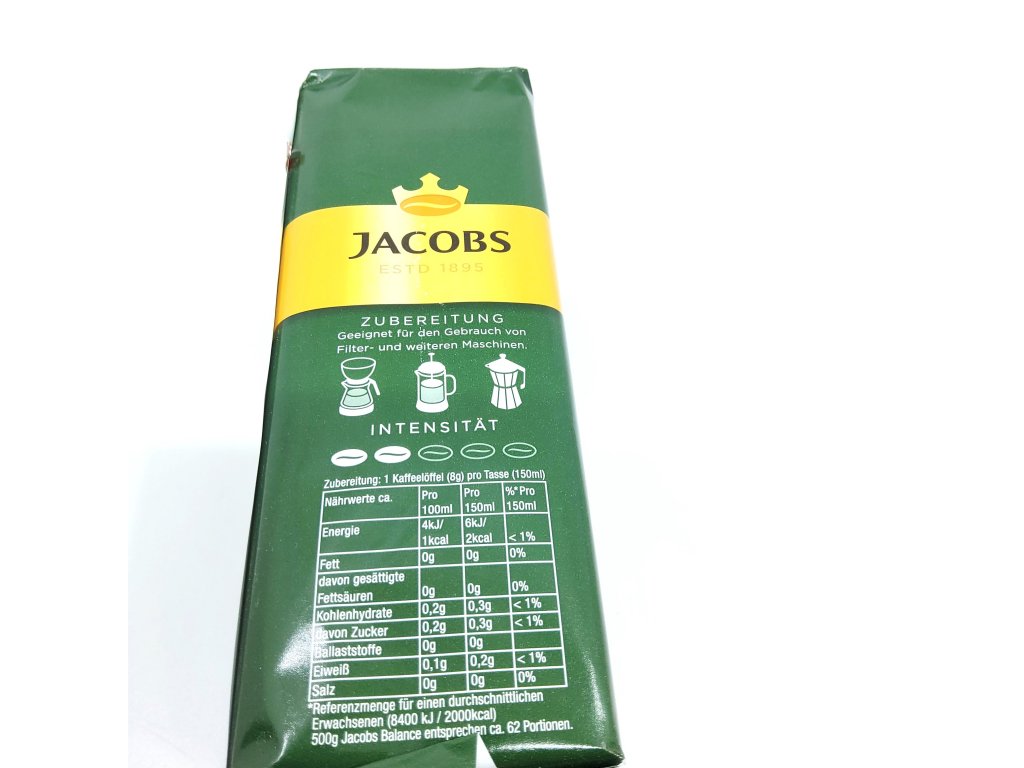 JACOBS
ESTD 1895
ZUBEREITUNG
Geeignet für den Gebrauch von
Filter- und weiteren Maschinen.
INTENSITÄT
Zubereitung: 1 Kaffeelöffel (8g) pro Tasse (150ml)
Nährwerte ca. Pro 100ml Pro 150ml %*Pro 150ml
Energie 4kJ/ 1kcal 6kJ/ 2kcal < 1%
Fett 0g 0g 0%
davon gesättigte
Fettsäuren 0g 0g 0%
Kohlenhydrate 0,2g 0,3g < 1%
davon Zucker 0,2g 0,3g < 1%
Ballaststoffe 0g 0g
Eiweiß 0,1g 0,2g < 1%
Salz 0g 0g 0%
*Referenzmenge für einen durchschnittlichen
Erwachsenen (8400 kJ / 2000kcal)
500g Jacobs Balance entsprechen ca. 62 Portionen.